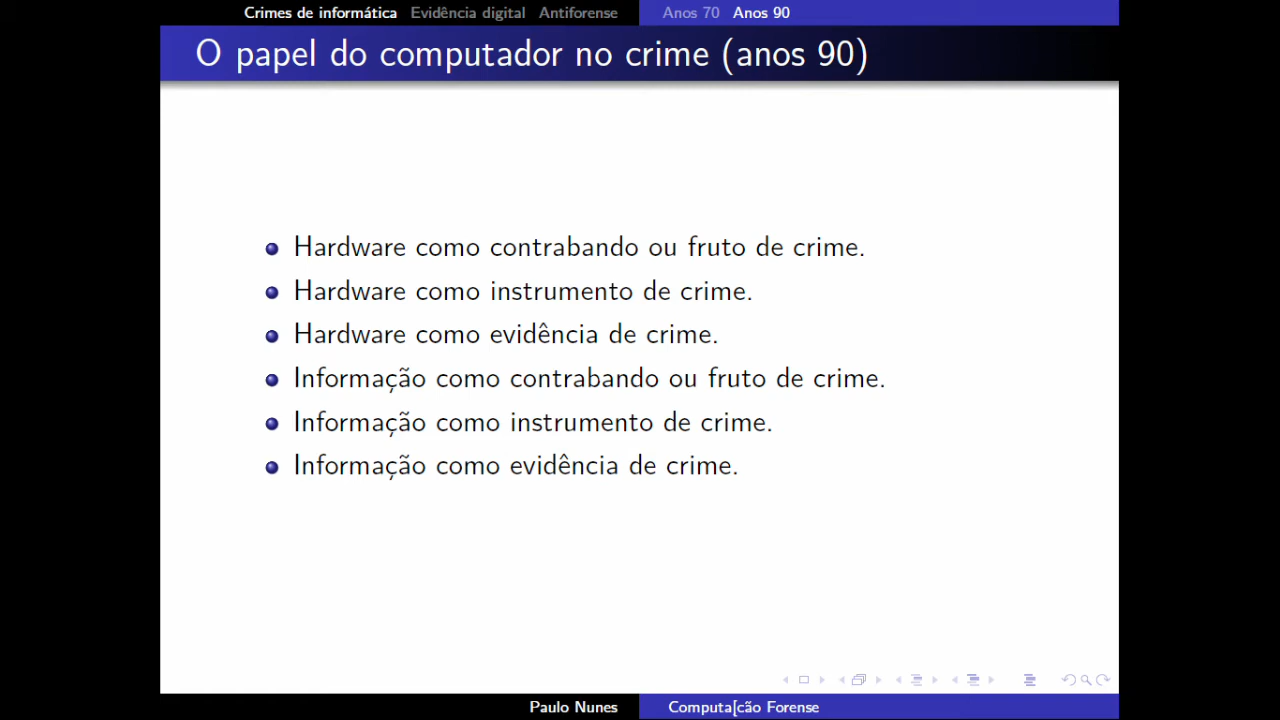 Crimes de informática Evidência digital Antiforense Anos 70 Anos 90
O papel do computador no crime (anos 90)
Hardware como contrabando ou fruto de crime.
Hardware como instrumento de crime.
Hardware como evidência de crime.
Informação como contrabando ou fruto de crime.
Informação como instrumento de crime.
Informação como evidência de crime.
Paulo Nunes Computa[cão Forense